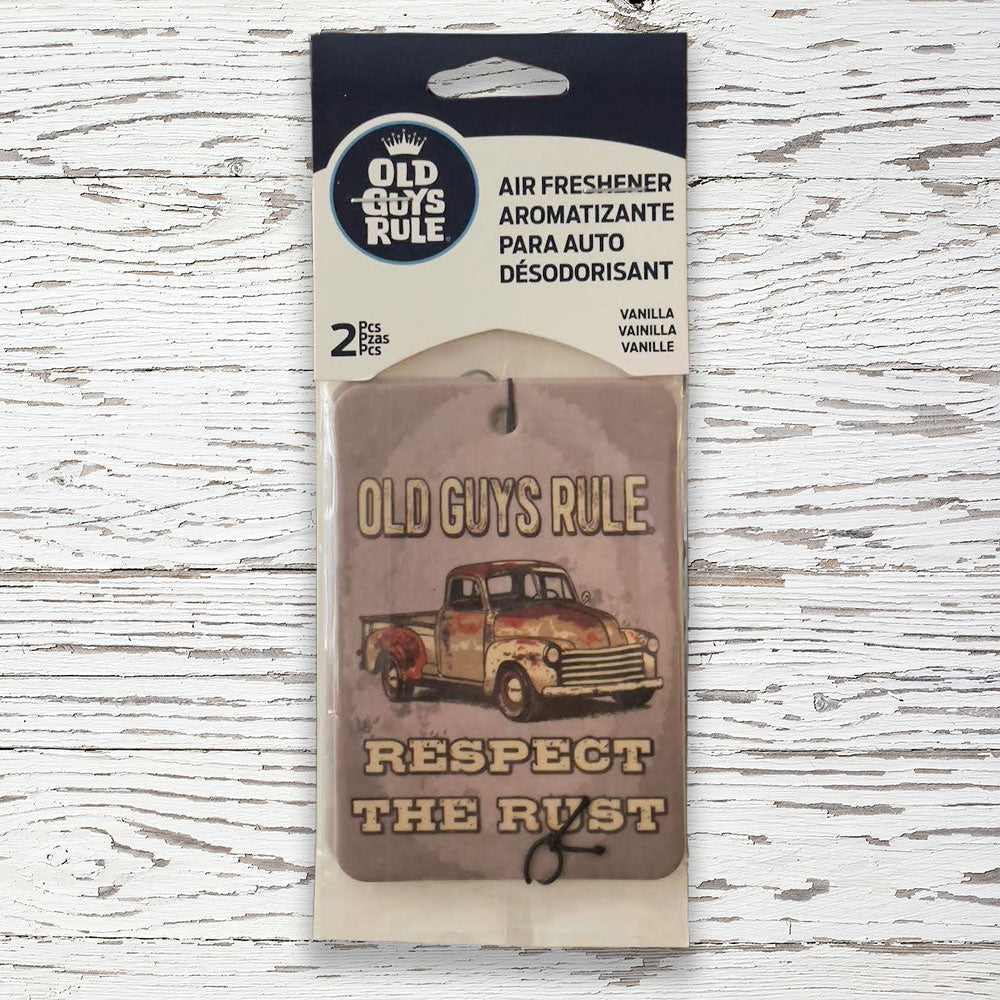 OLD
GUYS
RULE®
AIR FRESHENER
AROMATIZANTE
PARA AUTO
DÉSODORISANT
VANILLA
VAINILLA
VANILLE
2 Pcs
Pzas
Pcs
OLD GUYS RULE
RESPECT
THE RUST